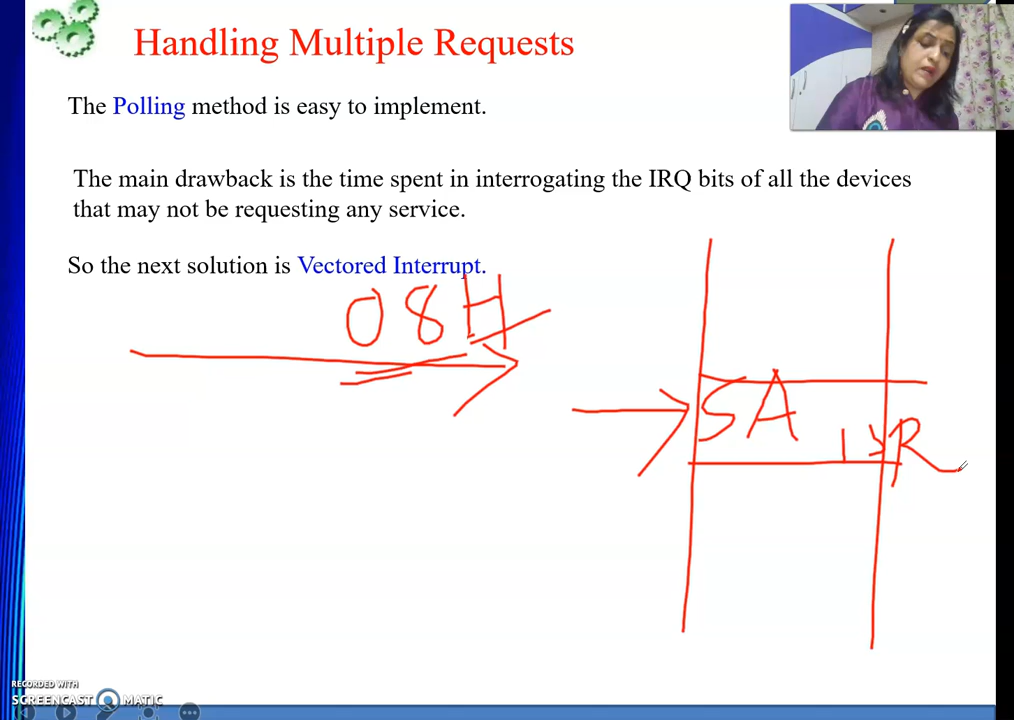 Handling Multiple Requests
The Polling method is easy to implement.
The main drawback is the time spent in interrogating the IRQ bits of all the devices
that may not be requesting any service.
So the next solution is Vectored Interrupt.
08H
SA
ISR
RECORDED WITH
SCREENCAST MATIC